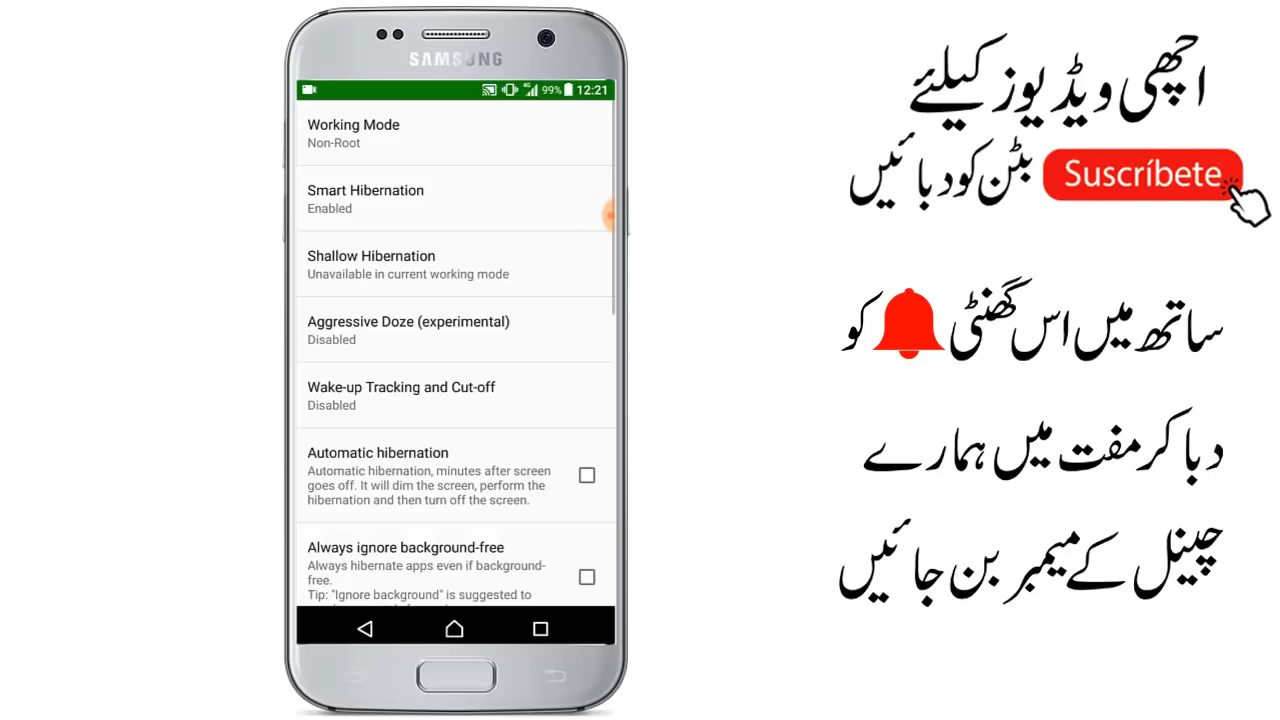 SAMSUNG
4G 99% 12:21
Working Mode
Non-Root
Smart Hibernation
Enabled
Shallow Hibernation
Unavailable in current working mode
Aggressive Doze (experimental)
Disabled
Wake-up Tracking and Cut-off
Disabled
Automatic hibernation
Automatic hibernation, minutes after screen
goes off. It will dim the screen, perform the
hibernation and then turn off the screen.
Always ignore background-free
Always hibernate apps even if background-
free.
Tip: "Ignore background" is suggested to
اچھی ویڈیوز کیلئے
Suscríbete بٹن کو دبائیں
ساتھ میں اس گھنٹی کو
دبا کر مفت میں ہمارے
چینل کے میمبر بن جائیں